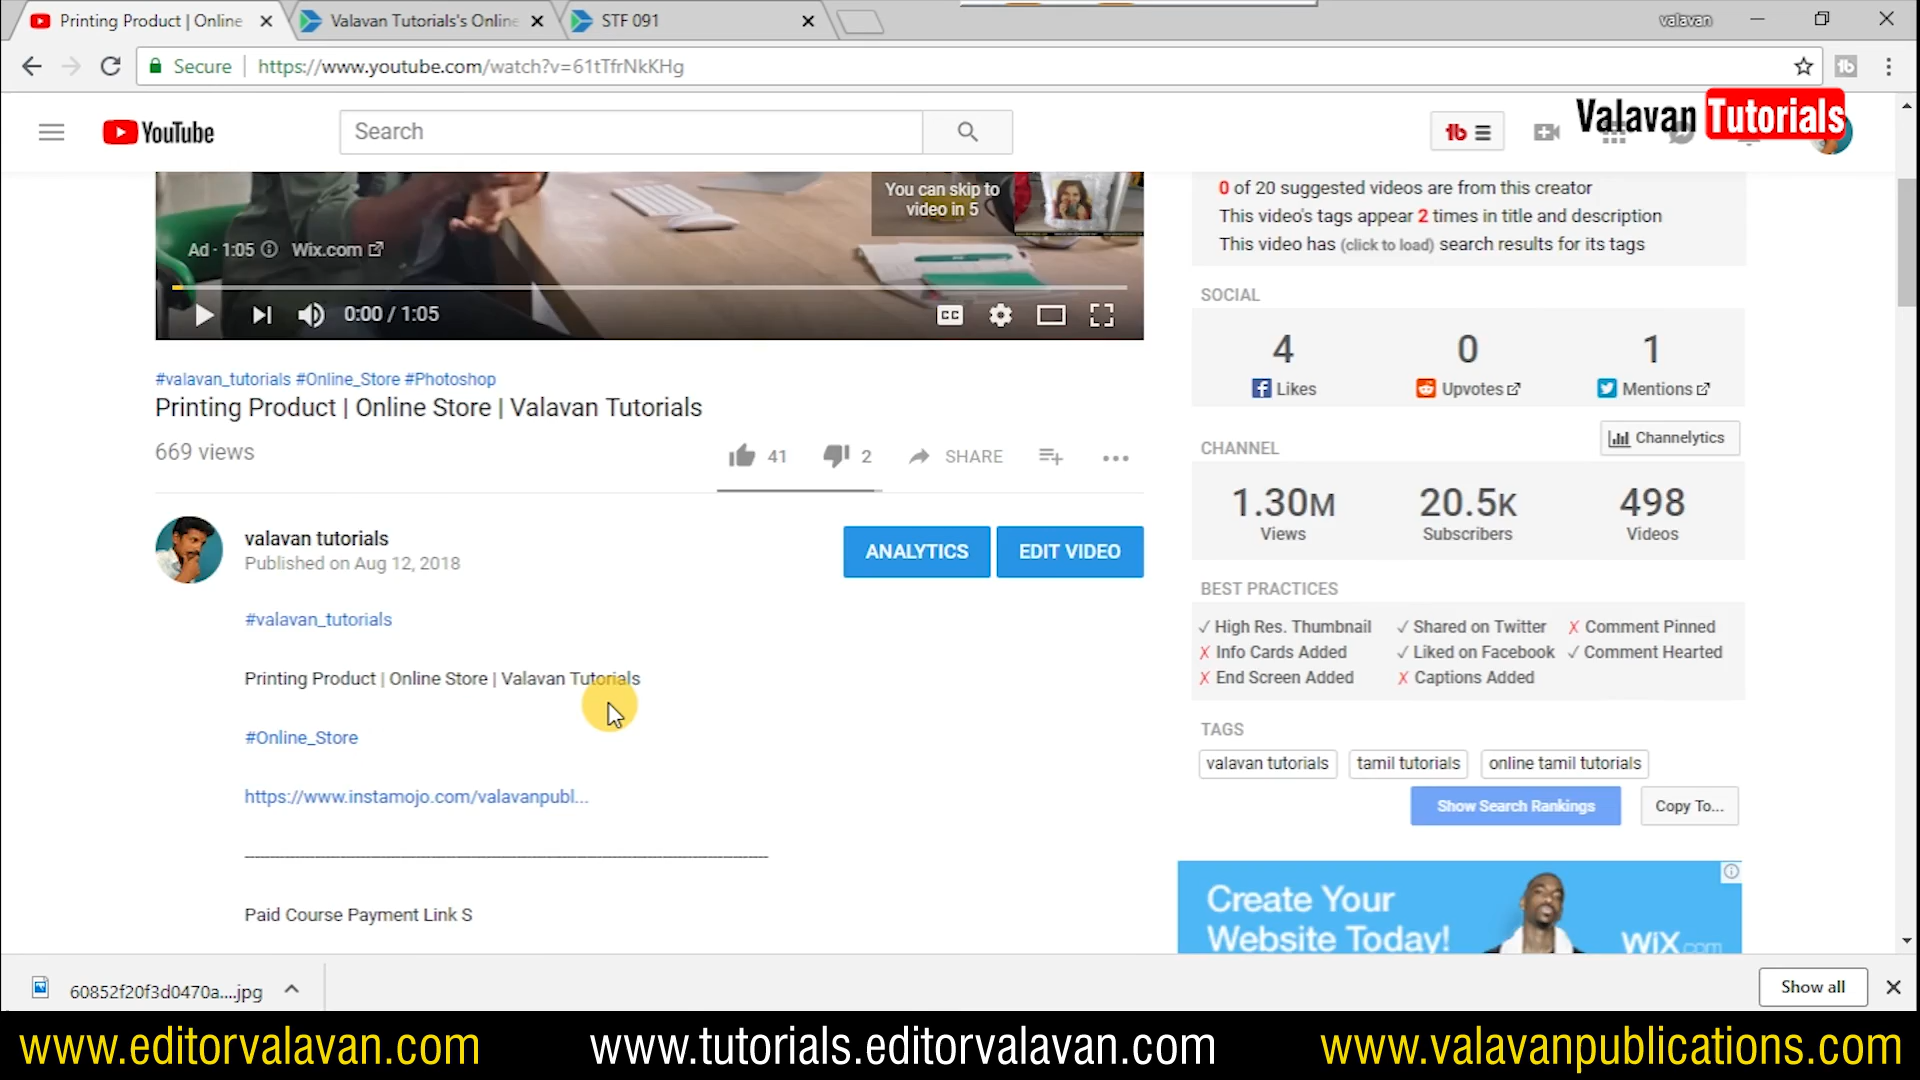 Printing Product | Online
Valavan Tutorials's Online
STF 091
valavan
Secure
https://www.youtube.com/watch?v=61tTfrNkKHg
YouTube
Search
Valavan Tutorials
You can skip to
video in 5
Ad · 1:05
Wix.com
0:00 / 1:05
CC
0 of 20 suggested videos are from this creator
This video's tags appear 2 times in title and description
This video has (click to load) search results for its tags
SOCIAL
4 0 1
Likes Upvotes Mentions
#valavan_tutorials #Online_Store #Photoshop
Printing Product | Online Store | Valavan Tutorials
669 views
41 2 SHARE
CHANNEL
Channelytics
1.30M 20.5K 498
Views Subscribers Videos
valavan tutorials
Published on Aug 12, 2018
ANALYTICS EDIT VIDEO
BEST PRACTICES
✓ High Res. Thumbnail ✓ Shared on Twitter X Comment Pinned
X Info Cards Added ✓ Liked on Facebook ✓ Comment Hearted
X End Screen Added X Captions Added
#valavan_tutorials
Printing Product | Online Store | Valavan Tutorials
#Online_Store
https://www.instamojo.com/valavanpubl...
Paid Course Payment Link S
TAGS
valavan tutorials tamil tutorials online tamil tutorials
Show Search Rankings Copy To...
Create Your
Website Today!
WiX.com
60852f20f3d0470a....jpg
Show all
www.editorvalavan.com www.tutorials.editorvalavan.com www.valavanpublications.com